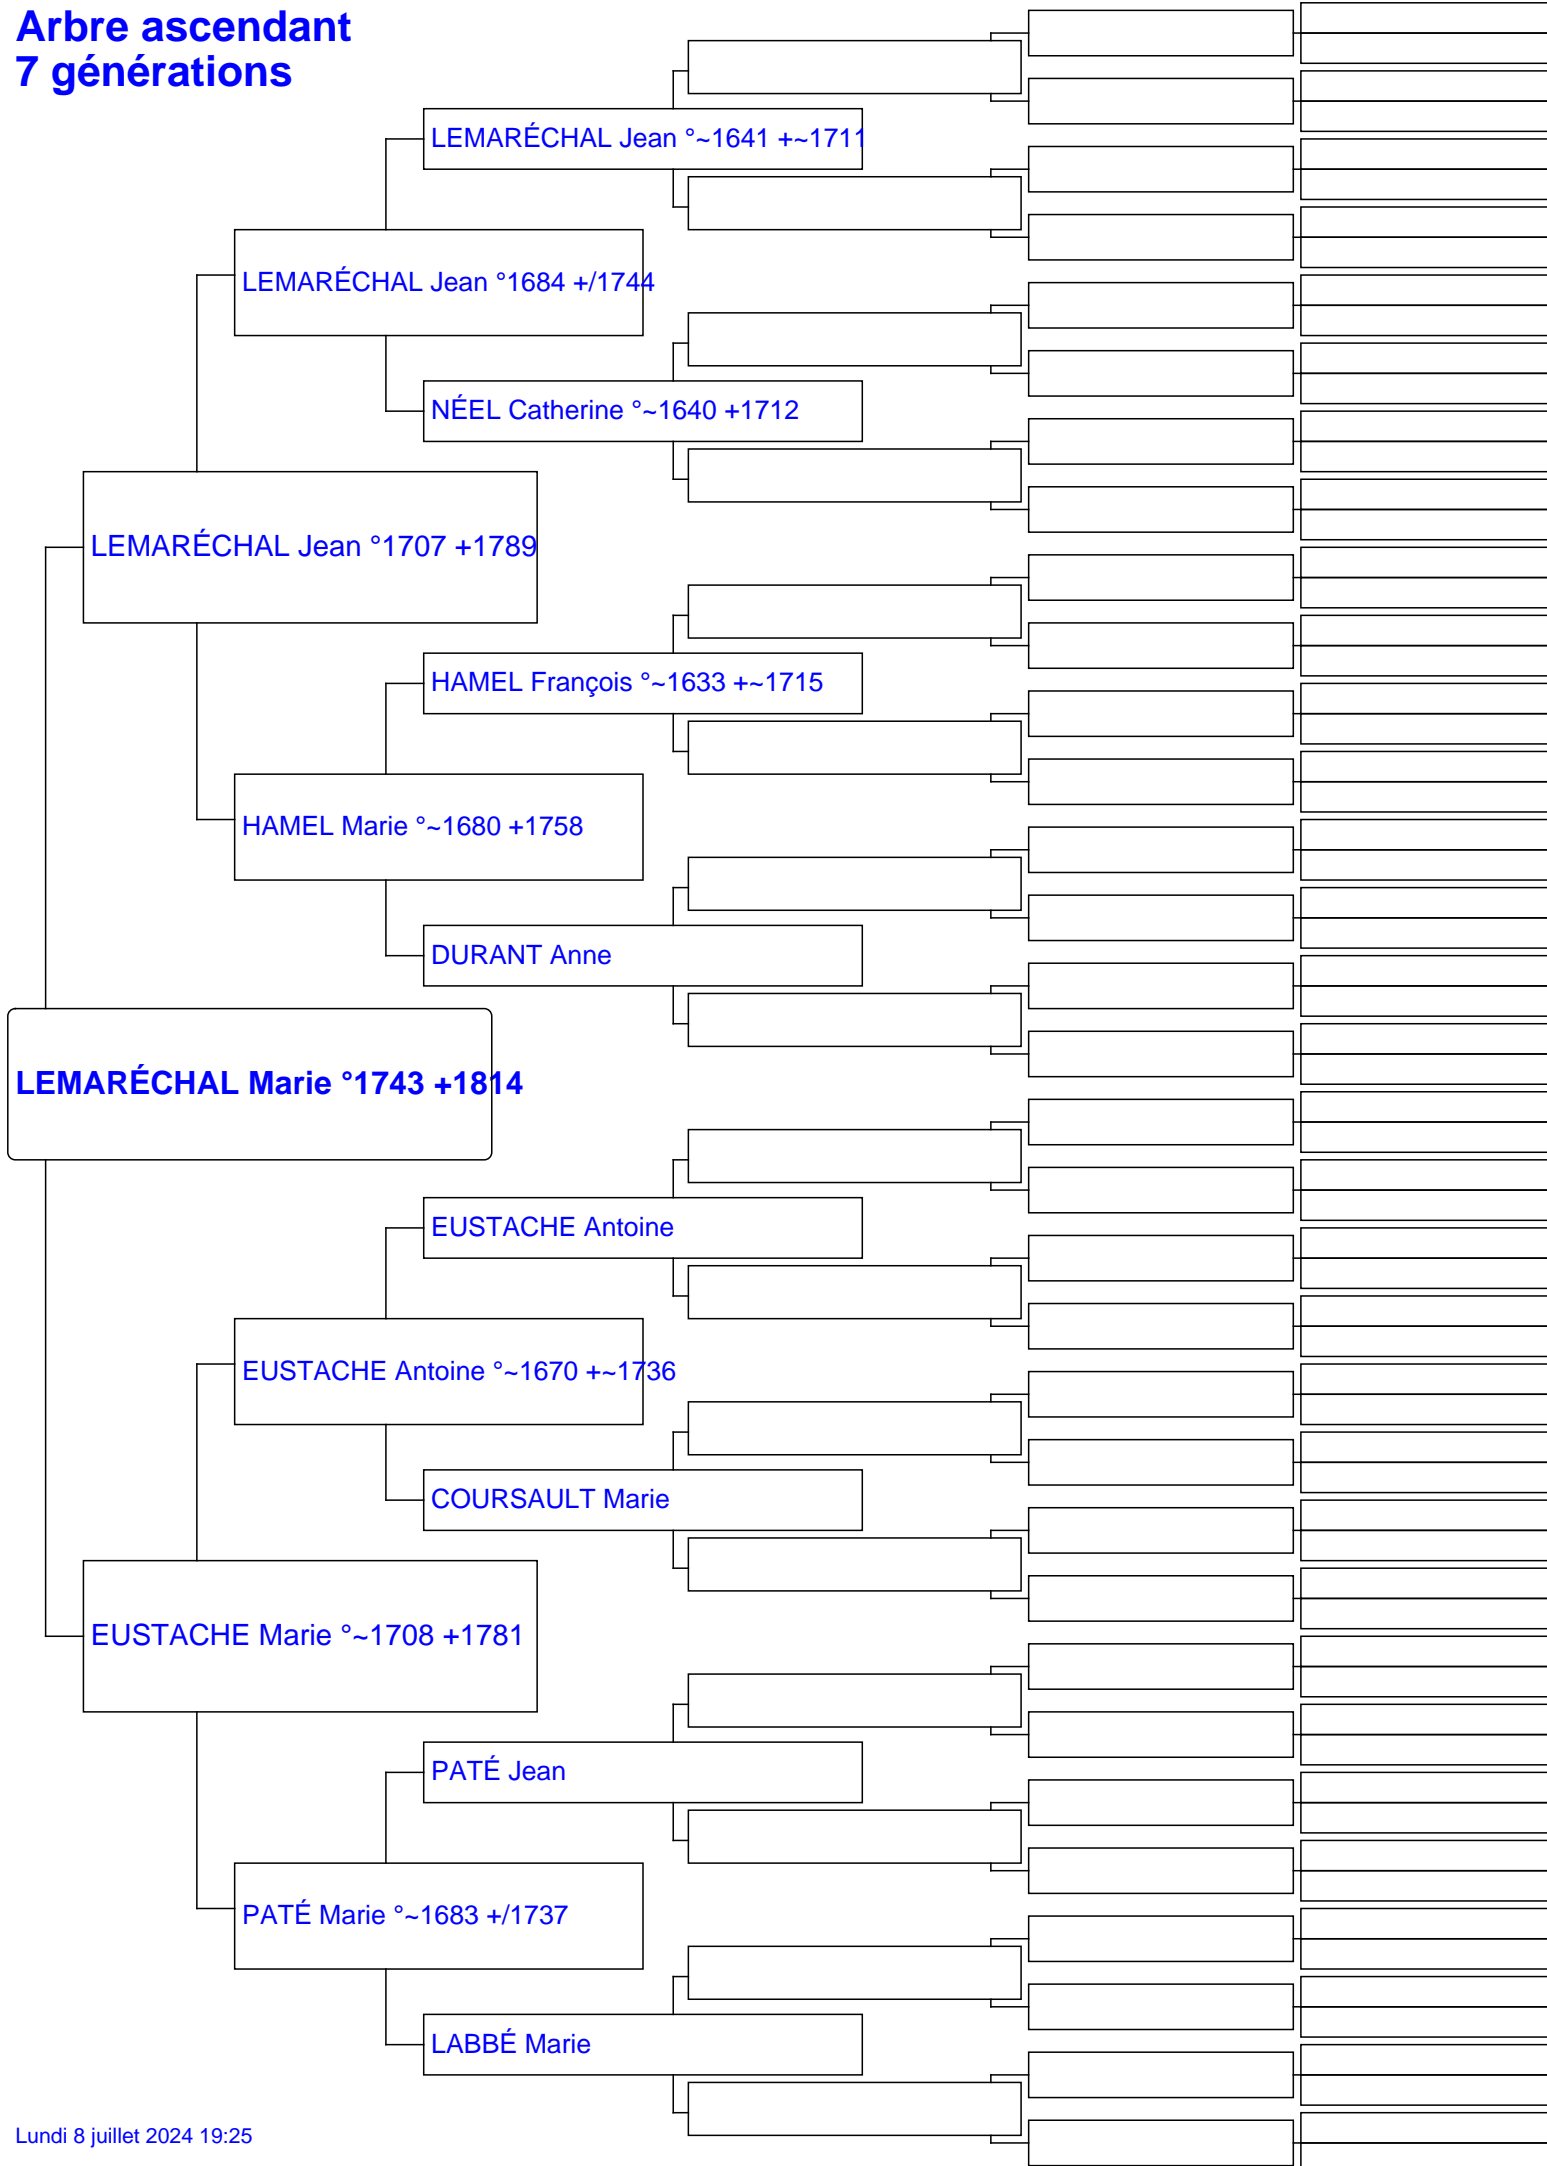 Arbre ascendant
7 générations
LEMARÉCHAL Jean °~1641 +~1711
LEMARÉCHAL Jean °1684 +/1744
NÉEL Catherine °~1640 +1712
LEMARÉCHAL Jean °1707 +1789
HAMEL François °~1633 +~1715
HAMEL Marie °~1680 +1758
DURANT Anne
LEMARÉCHAL Marie °1743 +1814
EUSTACHE Antoine
EUSTACHE Antoine °~1670 +~1736
COURSAULT Marie
EUSTACHE Marie °~1708 +1781
PATÉ Jean
PATÉ Marie °~1683 +/1737
LABBÉ Marie
Lundi 8 juillet 2024 19:25